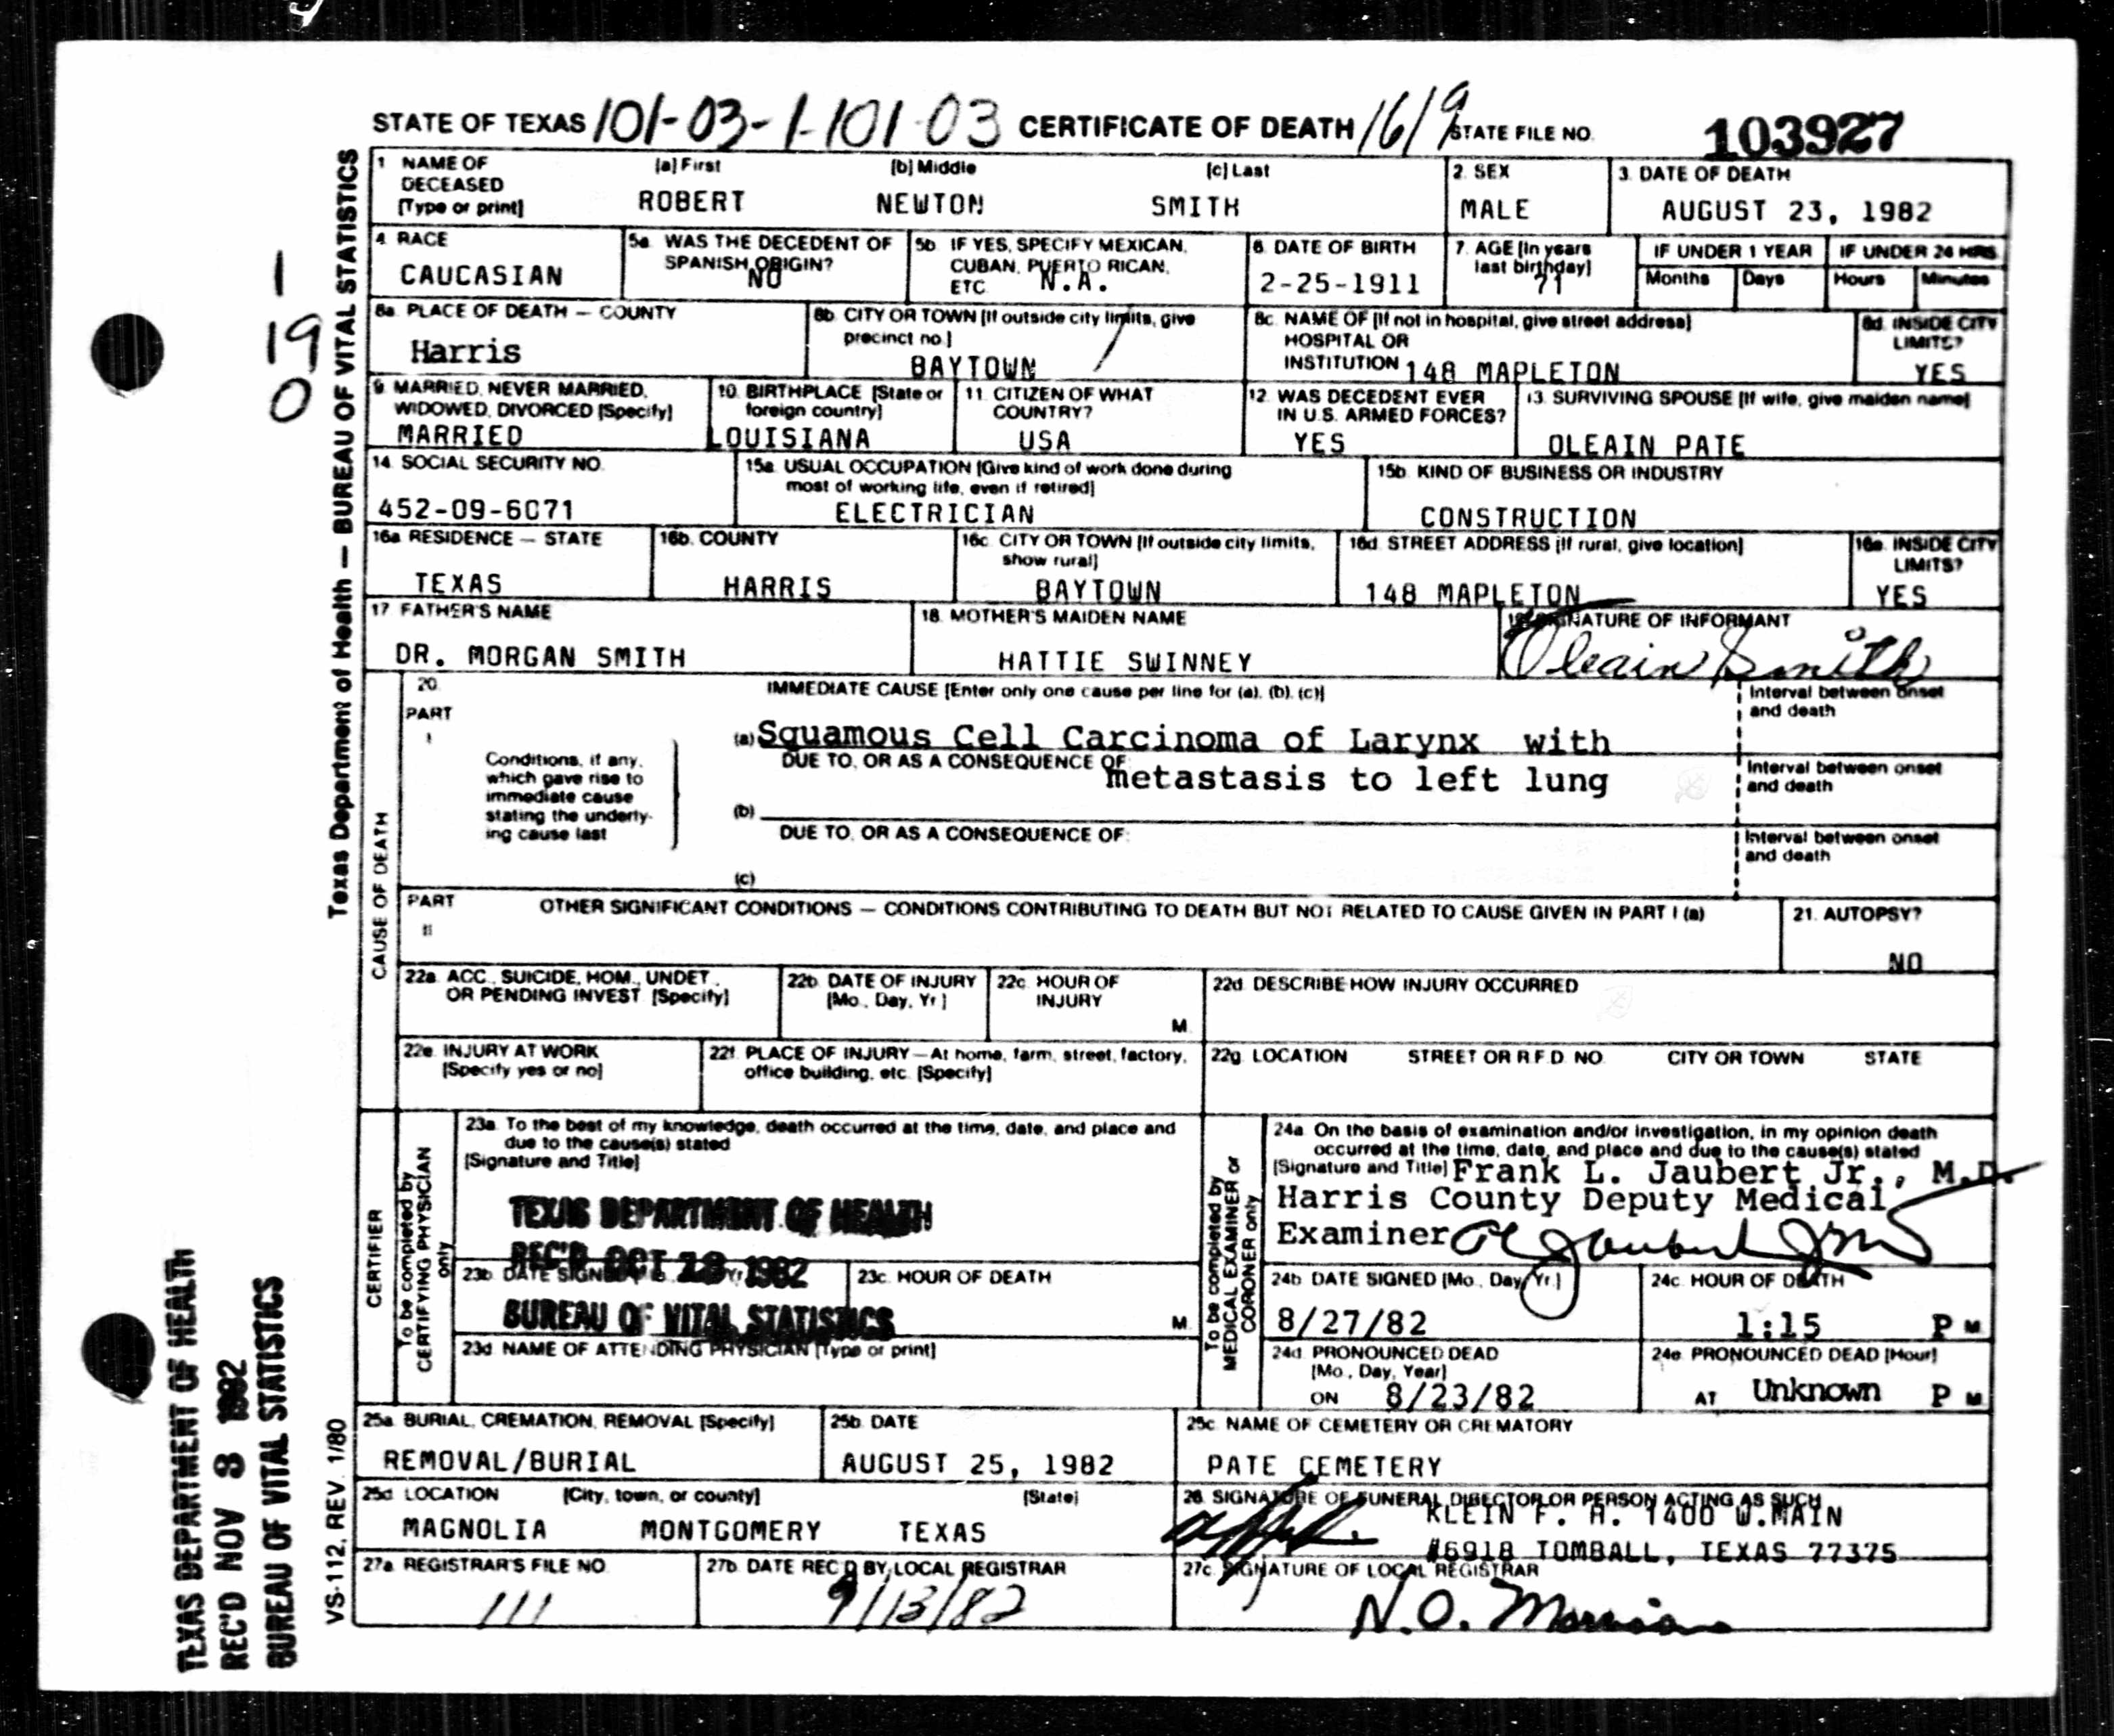 STATE OF TEXAS 101-03-1-101-03 CERTIFICATE OF DEATH 1619 STATE FILE NO. 103927
1 NAME OF DECEASED [Type or print] (a) First (b) Middle (c) Last
ROBERT NEWTON SMITH
2. SEX
MALE
3. DATE OF DEATH
AUGUST 23, 1982
4. RACE
CAUCASIAN
5a. WAS THE DECEDENT OF SPANISH ORIGIN?
NO
5b. IF YES, SPECIFY MEXICAN, CUBAN, PUERTO RICAN, ETC.
N.A.
6. DATE OF BIRTH
2-25-1911
7. AGE [In years last birthday]
71
IF UNDER 1 YEAR
Months Days
IF UNDER 24 HRS.
Hours Minutes
8a. PLACE OF DEATH — COUNTY
Harris
8b. CITY OR TOWN [If outside city limits, give precinct no.]
BAYTOWN
8c. NAME OF [If not in hospital, give street address]
HOSPITAL OR
INSTITUTION 148 MAPLETON
8d. INSIDE CITY LIMITS?
YES
9. MARRIED, NEVER MARRIED, WIDOWED, DIVORCED [Specify]
MARRIED
10. BIRTHPLACE [State or foreign country]
LOUISIANA
11. CITIZEN OF WHAT COUNTRY?
USA
12. WAS DECEDENT EVER IN U.S. ARMED FORCES?
YES
13. SURVIVING SPOUSE [If wife, give maiden name]
OLEAIN PATE
14. SOCIAL SECURITY NO.
452-09-6071
15a. USUAL OCCUPATION [Give kind of work done during most of working life, even if retired]
ELECTRICIAN
15b. KIND OF BUSINESS OR INDUSTRY
CONSTRUCTION
16a. RESIDENCE — STATE
TEXAS
16b. COUNTY
HARRIS
16c. CITY OR TOWN [If outside city limits, show rural]
BAYTOWN
16d. STREET ADDRESS [If rural, give location]
148 MAPLETON
16e. INSIDE CITY LIMITS?
YES
17. FATHER'S NAME
DR. MORGAN SMITH
18. MOTHER'S MAIDEN NAME
HATTIE SWINNEY
19. SIGNATURE OF INFORMANT
Oleain Smith
CAUSE OF DEATH
20.
PART I
IMMEDIATE CAUSE [Enter only one cause per line for (a), (b), (c)]
Conditions, if any, which gave rise to immediate cause stating the underlying cause last
(a) Squamous Cell Carcinoma of Larynx with
DUE TO, OR AS A CONSEQUENCE OF:
metastasis to left lung
(b)
DUE TO, OR AS A CONSEQUENCE OF:
(c)
Interval between onset and death
Interval between onset and death
Interval between onset and death
PART II
OTHER SIGNIFICANT CONDITIONS — CONDITIONS CONTRIBUTING TO DEATH BUT NOT RELATED TO CAUSE GIVEN IN PART I (a)
21. AUTOPSY?
NO
22a. ACC., SUICIDE, HOM., UNDET., OR PENDING INVEST. [Specify]
22b. DATE OF INJURY [Mo., Day, Yr.]
22c. HOUR OF INJURY
M.
22d. DESCRIBE HOW INJURY OCCURRED
22e. INJURY AT WORK [Specify yes or no]
22f. PLACE OF INJURY — At home, farm, street, factory, office building, etc. [Specify]
22g. LOCATION STREET OR R.F.D. NO. CITY OR TOWN STATE
CERTIFIER
To be completed by CERTIFYING PHYSICIAN only
23a. To the best of my knowledge, death occurred at the time, date, and place and due to the cause(s) stated
[Signature and Title]
TEXAS DEPARTMENT OF HEALTH
REC'D OCT 28 1982
BUREAU OF VITAL STATISTICS
23b. DATE SIGNED
23c. HOUR OF DEATH
M.
23d. NAME OF ATTENDING PHYSICIAN [Type or print]
To be completed by MEDICAL EXAMINER or CORONER only
24a. On the basis of examination and/or investigation, in my opinion death occurred at the time, date, and place and due to the cause(s) stated
[Signature and Title] Frank L. Jaubert Jr., M.D.
Harris County Deputy Medical
Examiner
24b. DATE SIGNED [Mo., Day, Yr.]
8/27/82
24c. HOUR OF DEATH
1:15 P M.
24d. PRONOUNCED DEAD [Mo., Day, Year]
ON 8/23/82
24e. PRONOUNCED DEAD [Hour]
AT Unknown P M.
25a. BURIAL, CREMATION, REMOVAL [Specify]
REMOVAL/BURIAL
25b. DATE
AUGUST 25, 1982
25c. NAME OF CEMETERY OR CREMATORY
PATE CEMETERY
25d. LOCATION [City, town, or county] [State]
MAGNOLIA MONTGOMERY TEXAS
26. SIGNATURE OF FUNERAL DIRECTOR OR PERSON ACTING AS SUCH
KLEIN F. H. 1400 W.MAIN
#6918 TOMBALL, TEXAS 77375
27a. REGISTRAR'S FILE NO.
111
27b. DATE REC'D BY LOCAL REGISTRAR
9/13/82
27c. SIGNATURE OF LOCAL REGISTRAR
N.O.
Texas Department of Health — BUREAU OF VITAL STATISTICS
VS-112, REV. 1/80
1
19
0
TEXAS DEPARTMENT OF HEALTH
REC'D NOV 8 1982
BUREAU OF VITAL STATISTICS